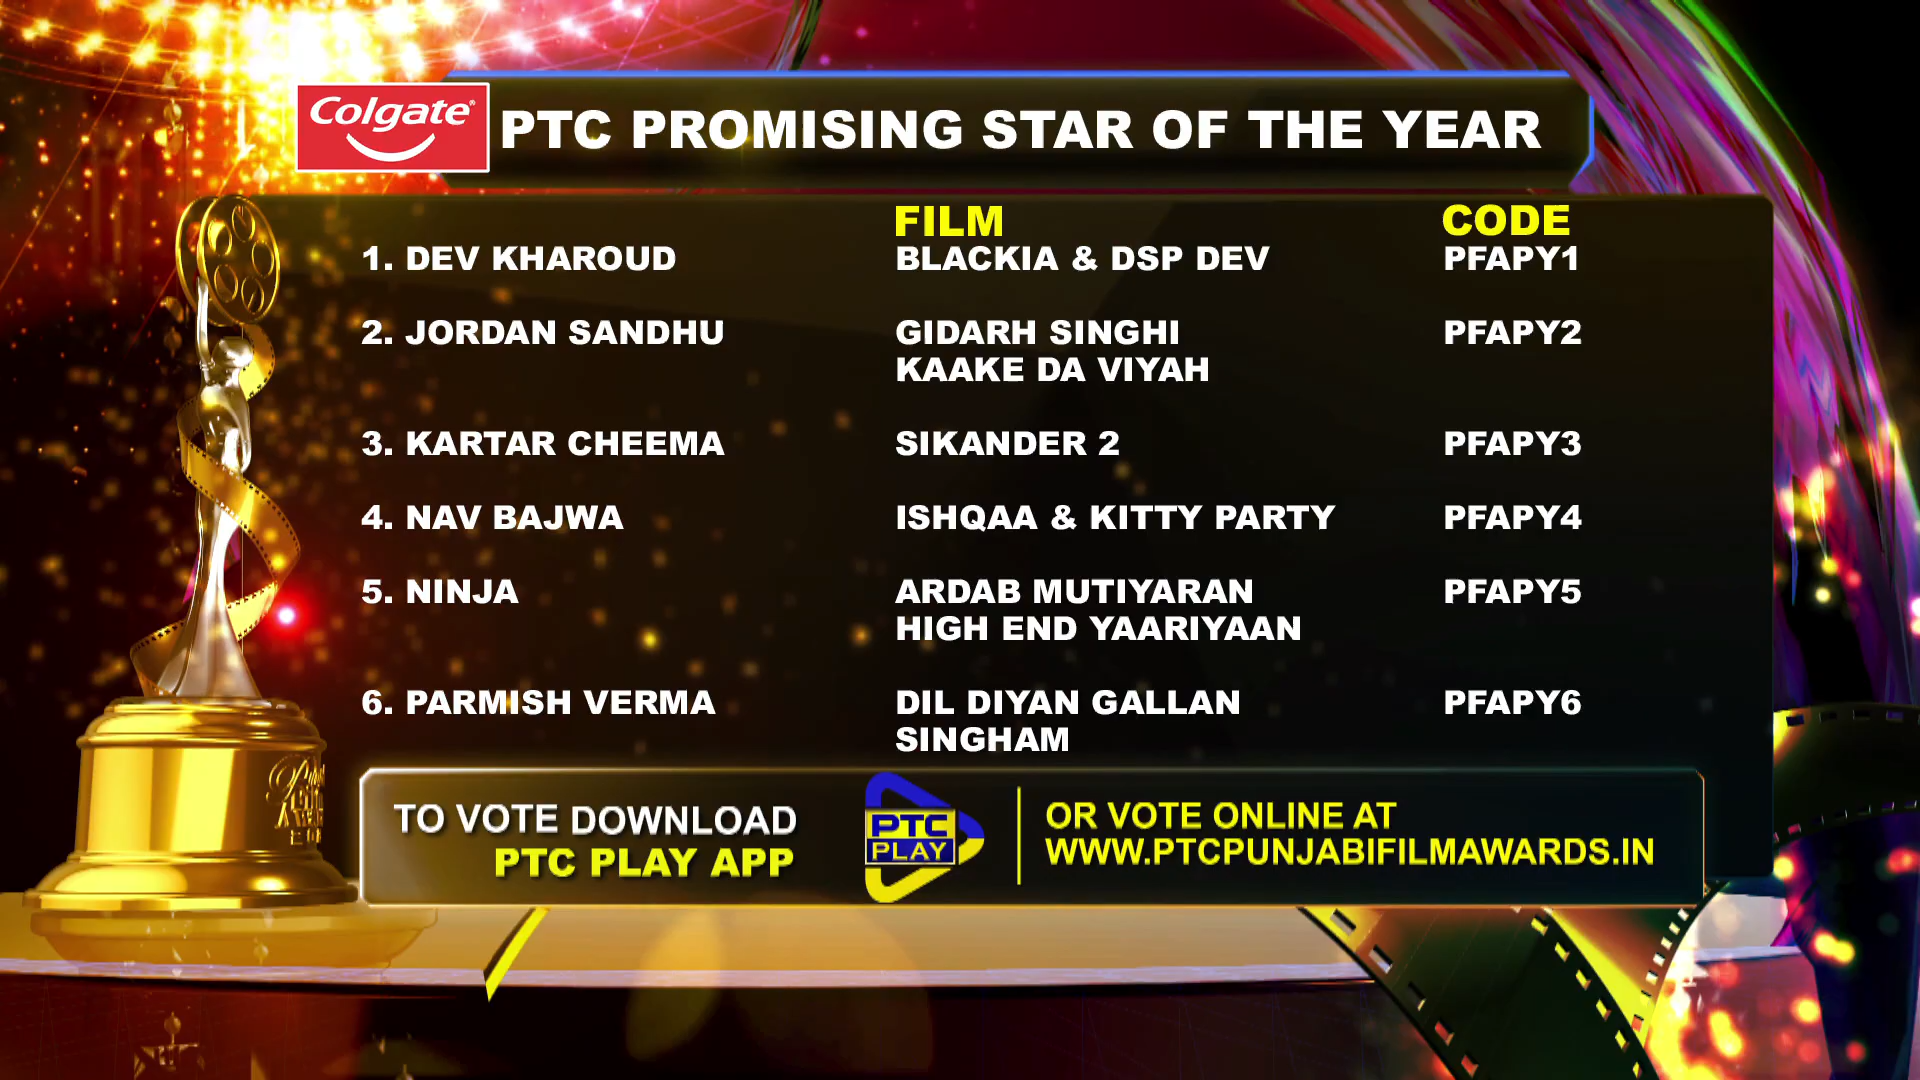 Colgate®
PTC PROMISING STAR OF THE YEAR
FILM CODE
1. DEV KHAROUD BLACKIA & DSP DEV PFAPY1
2. JORDAN SANDHU GIDARH SINGHI PFAPY2
KAAKE DA VIYAH
3. KARTAR CHEEMA SIKANDER 2 PFAPY3
4. NAV BAJWA ISHQAA & KITTY PARTY PFAPY4
5. NINJA ARDAB MUTIYARAN PFAPY5
HIGH END YAARIYAAN
6. PARMISH VERMA DIL DIYAN GALLAN PFAPY6
SINGHAM
TO VOTE DOWNLOAD
PTC PLAY APP
PTC
PLAY
OR VOTE ONLINE AT
WWW.PTCPUNJABIFILMAWARDS.IN